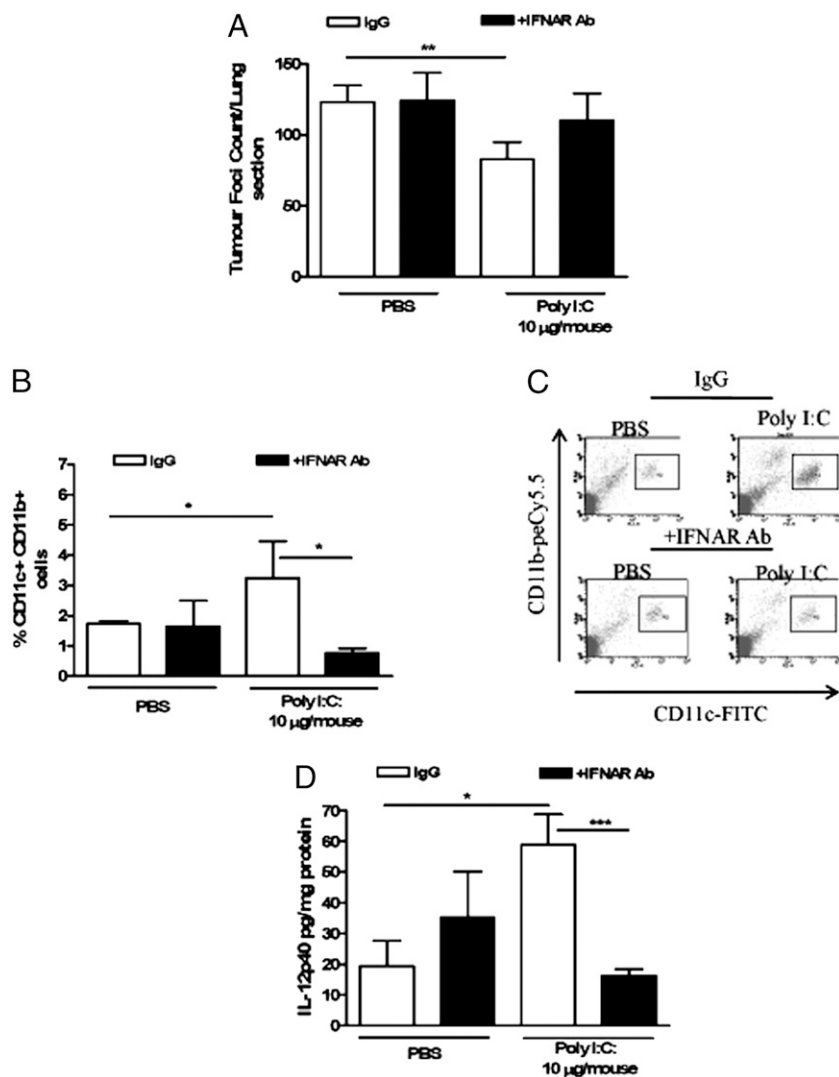 A
IgG
+IFNAR Ab
**
150
100
50
0
Tumour Foci Count/Lung
section
PBS
Poly I:C
10 µg/mouse
B
IgG
+IFNAR Ab
7
6
5
4
3
2
1
0
*
*
% CD11c+ CD11b+
cells
PBS
Poly I:C:
10 µg/mouse
C
IgG
PBS
Poly I:C
+IFNAR Ab
PBS
Poly I:C
CD11b-peCy5.5
CD11c-FITC
D
IgG
+IFNAR Ab
70
60
50
40
30
20
10
0
*
***
IL-12p40 pg/mg protein
PBS
Poly I:C:
10 µg/mouse